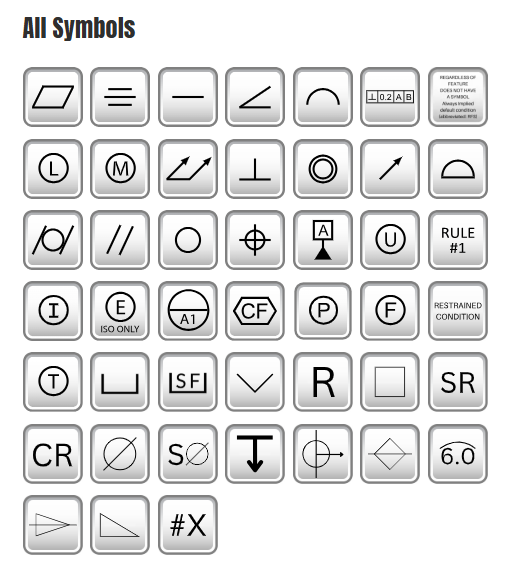 All Symbols
0.2 A B
REGARDLESS OF
FEATURE
DOES NOT HAVE
A SYMBOL
Always implied
default condition
(abbreviated: RFS)
L
M
A
U
RULE
#1
I
E
ISO ONLY
A1
CF
P
F
RESTRAINED
CONDITION
T
SF
R
SR
CR
S∅
6.0
#X